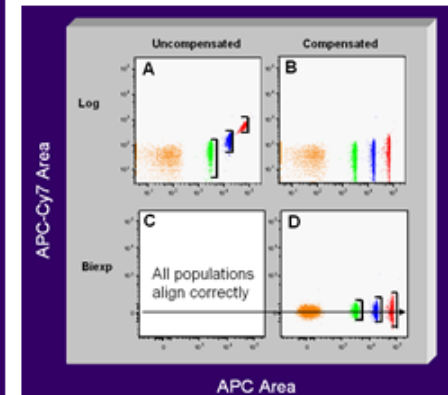 Uncompensated Compensated
A B
Log
APC-Cy7 Area
C D
Biexp
All populations
align correctly
APC Area